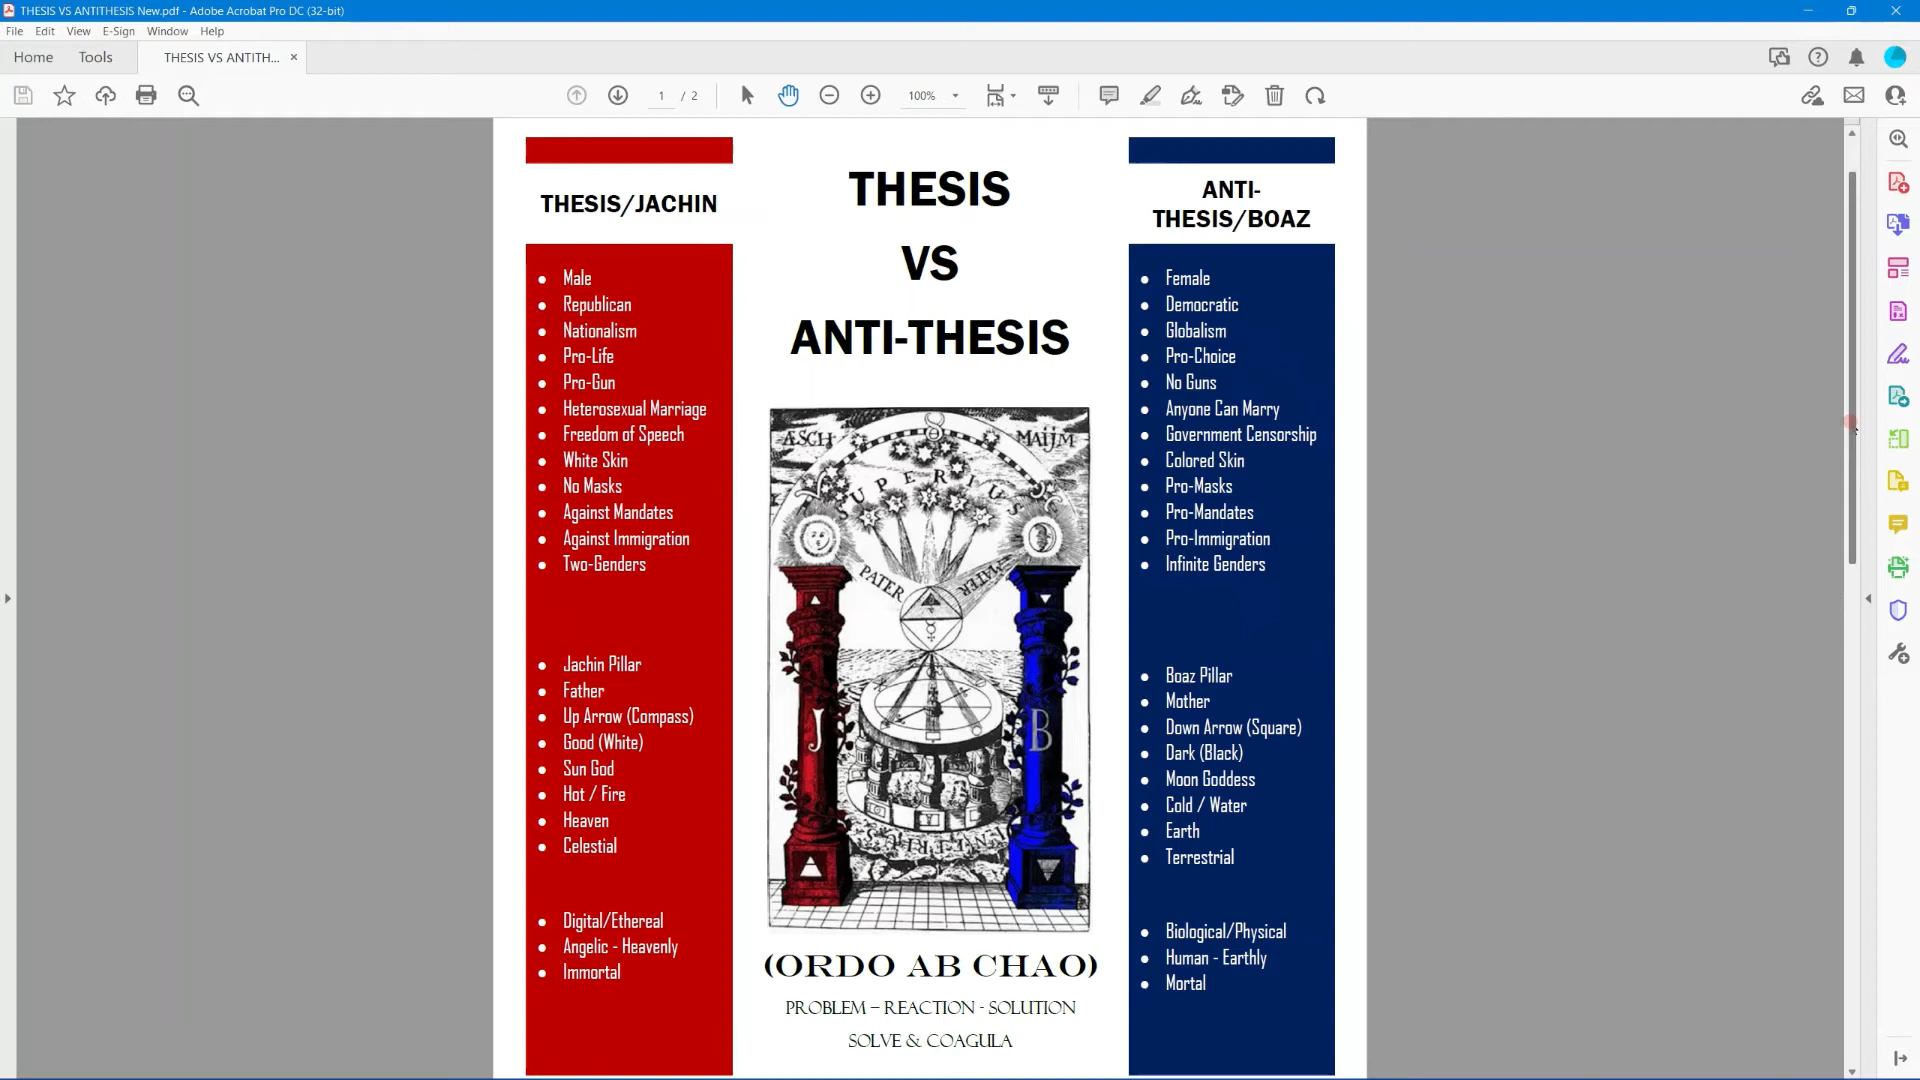 THESIS VS ANTITHESIS New.pdf - Adobe Acrobat Pro DC (32-bit)
File Edit View E-Sign Window Help
Home Tools THESIS VS ANTITH... ×
1 / 2 100%
THESIS/JACHIN
Male
Republican
Nationalism
Pro-Life
Pro-Gun
Heterosexual Marriage
Freedom of Speech
White Skin
No Masks
Against Mandates
Against Immigration
Two-Genders
Jachin Pillar
Father
Up Arrow (Compass)
Good (White)
Sun God
Hot / Fire
Heaven
Celestial
Digital/Ethereal
Angelic - Heavenly
Immortal
THESIS
VS
ANTI-THESIS
ÆSCH
MAIJM
8
SUPERIUS
PATER
MATER
J
B
(ORDO AB CHAO)
PROBLEM – REACTION - SOLUTION
SOLVE & COAGULA
ANTI-
THESIS/BOAZ
Female
Democratic
Globalism
Pro-Choice
No Guns
Anyone Can Marry
Government Censorship
Colored Skin
Pro-Masks
Pro-Mandates
Pro-Immigration
Infinite Genders
Boaz Pillar
Mother
Down Arrow (Square)
Dark (Black)
Moon Goddess
Cold / Water
Earth
Terrestrial
Biological/Physical
Human - Earthly
Mortal